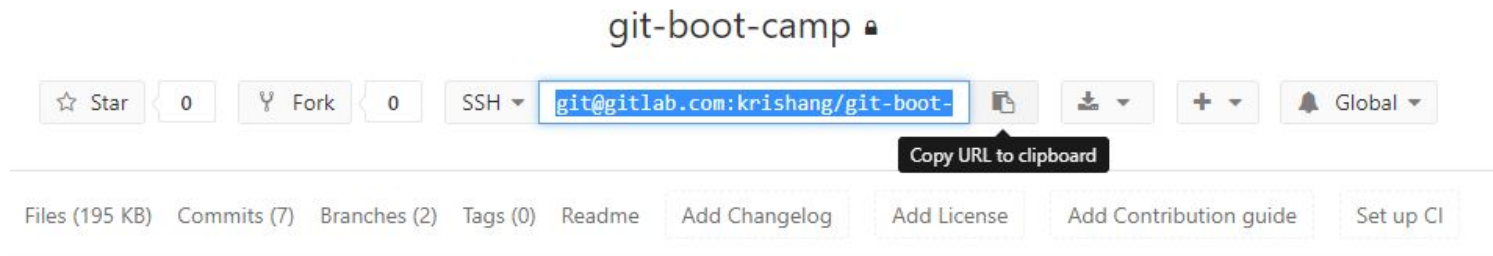 git-boot-camp
Star 0 Fork 0 SSH git@gitlab.com:krishang/git-boot- Global
Copy URL to clipboard
Files (195 KB) Commits (7) Branches (2) Tags (0) Readme Add Changelog Add License Add Contribution guide Set up CI